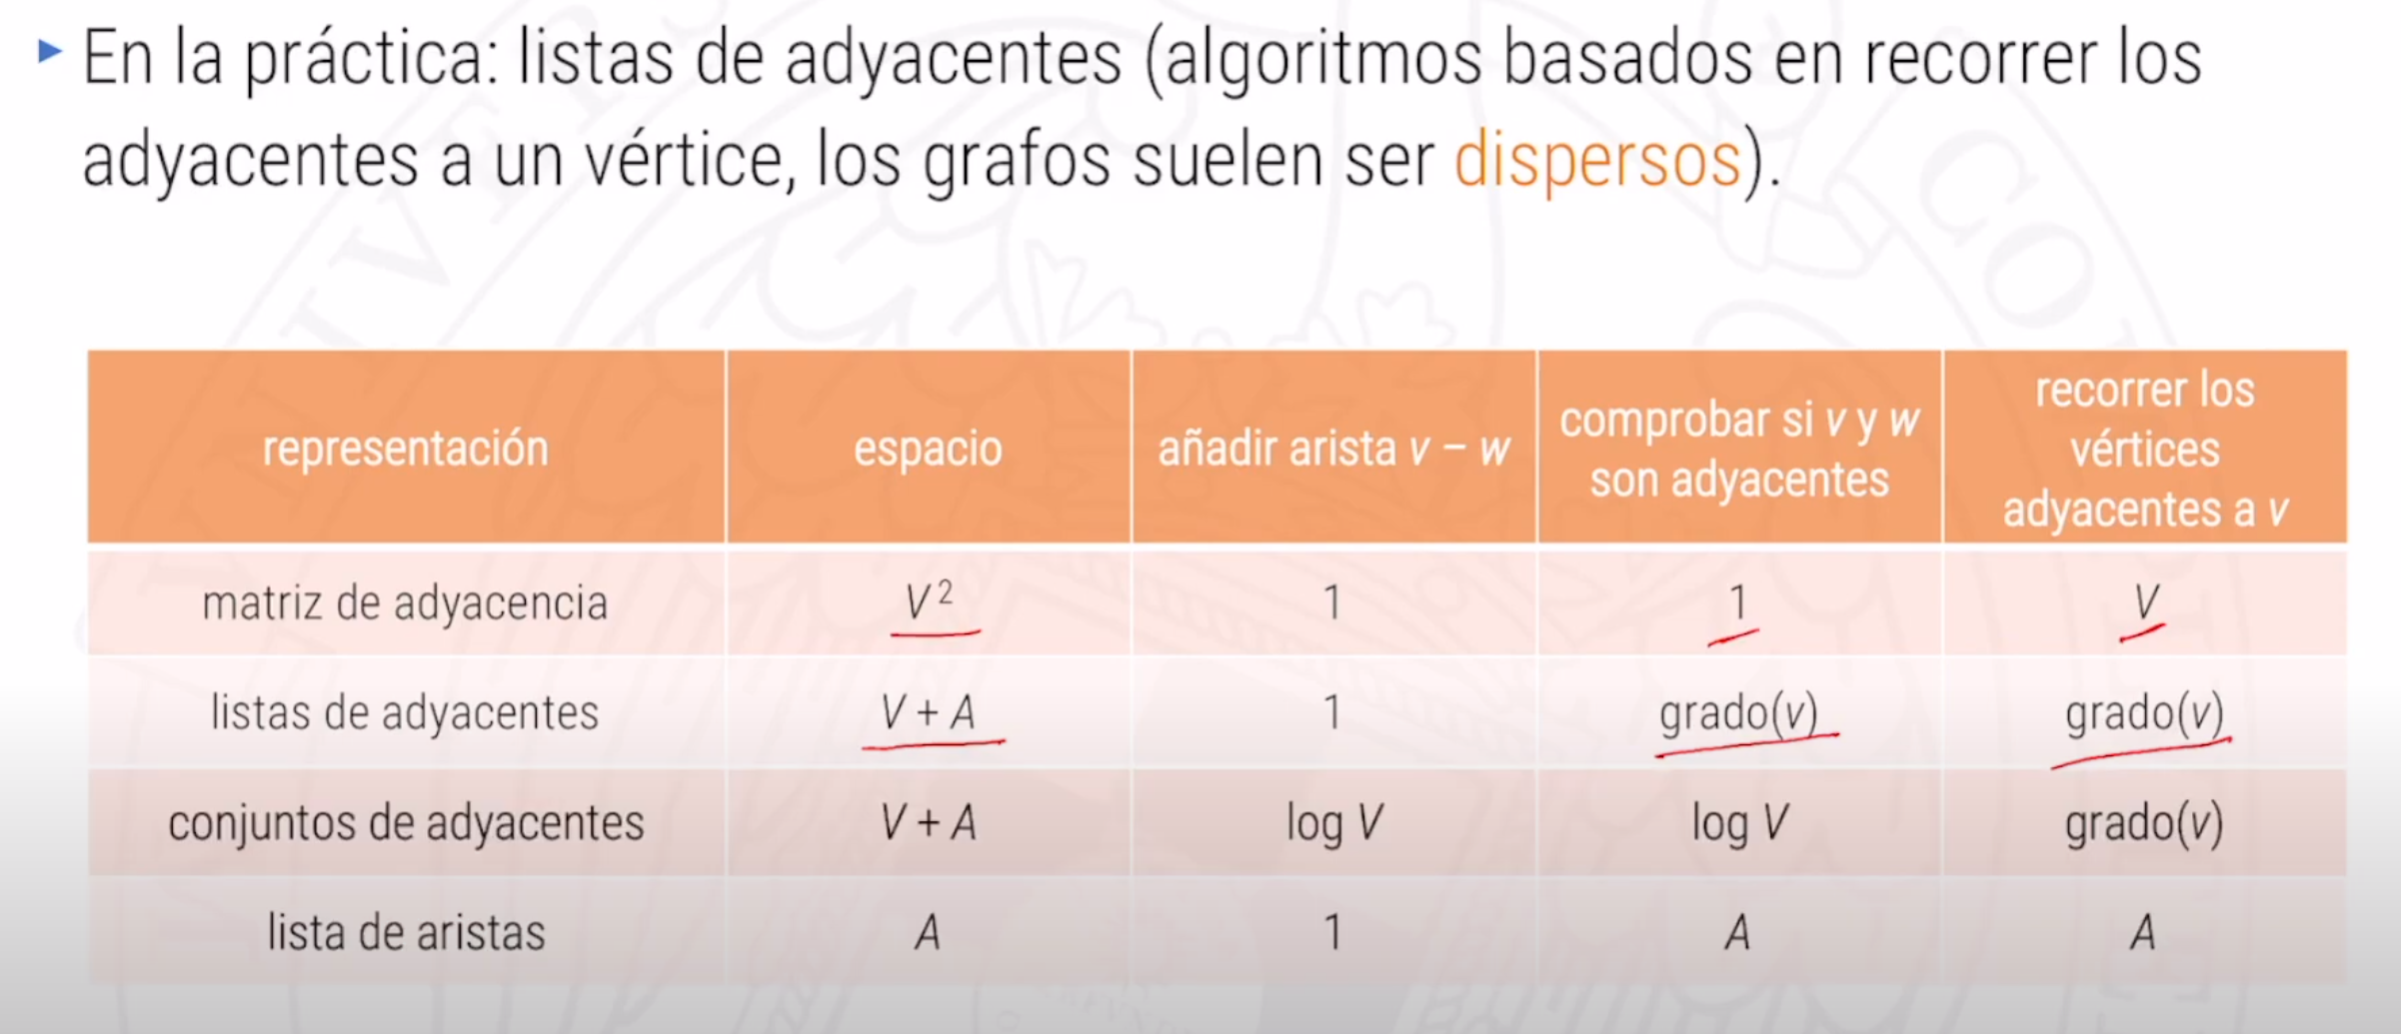 ▶ En la práctica: listas de adyacentes (algoritmos basados en recorrer los
adyacentes a un vértice, los grafos suelen ser dispersos).
representación espacio añadir arista v – w comprobar si v y w son adyacentes recorrer los vértices adyacentes a v
matriz de adyacencia V² 1 1 V
listas de adyacentes V + A 1 grado(v) grado(v)
conjuntos de adyacentes V + A log V log V grado(v)
lista de aristas A 1 A A